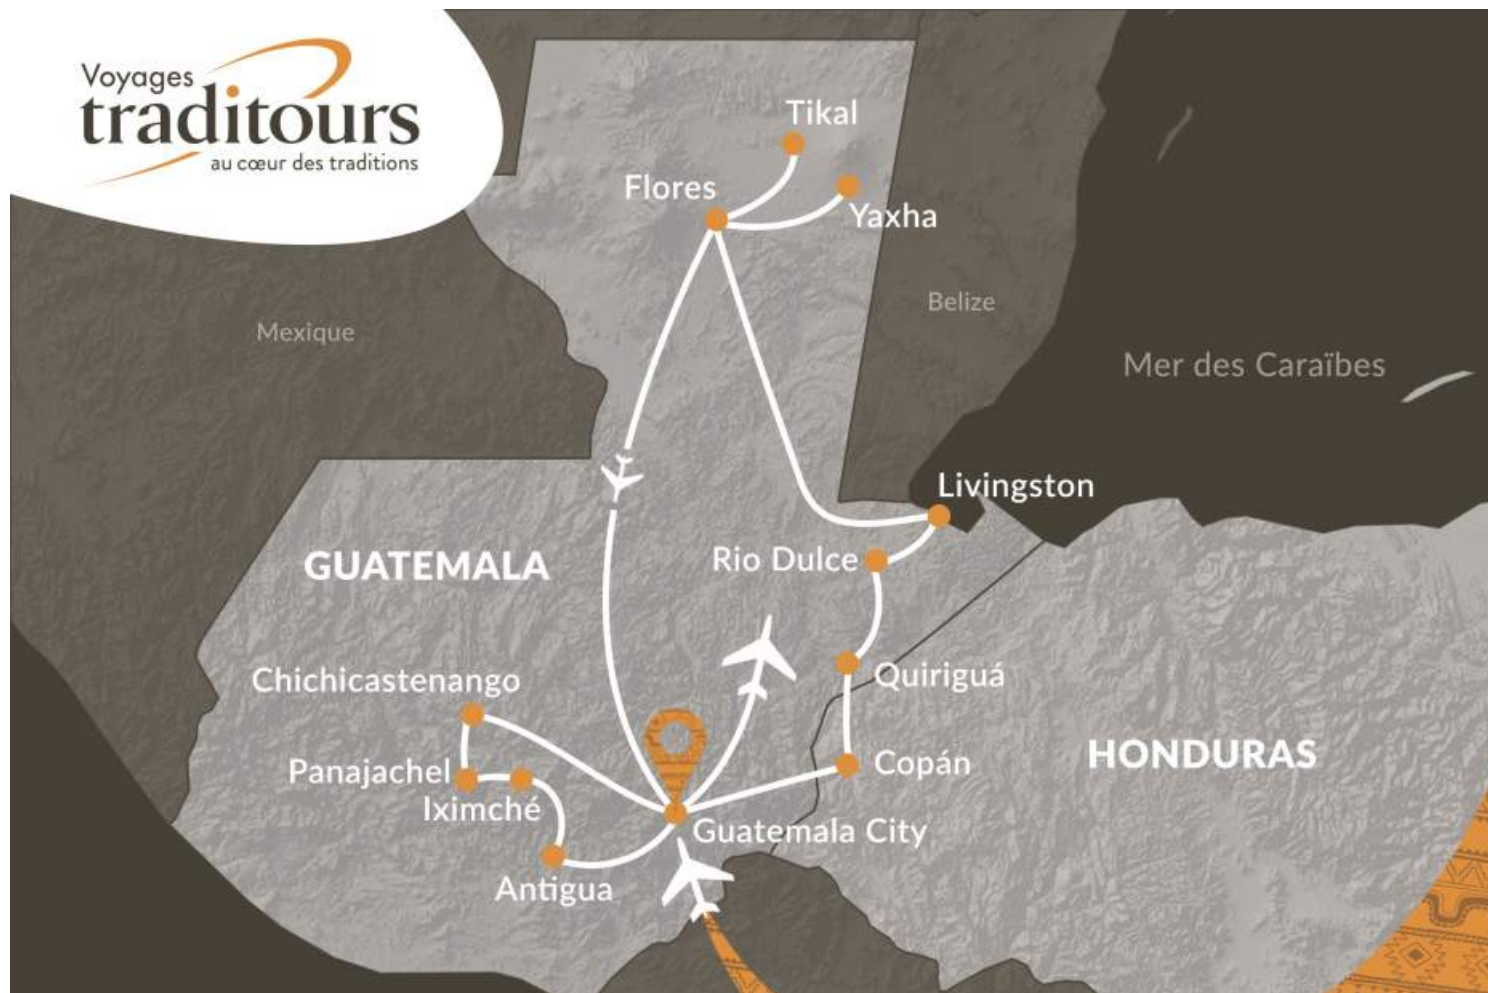 Voyages
traditours
au cœur des traditions
Tikal
Flores
Yaxha
Belize
Mexique
Mer des Caraïbes
Livingston
Rio Dulce
GUATEMALA
Quiriguá
Chichicastenango
Copán
HONDURAS
Panajachel
Iximché
Guatemala City
Antigua